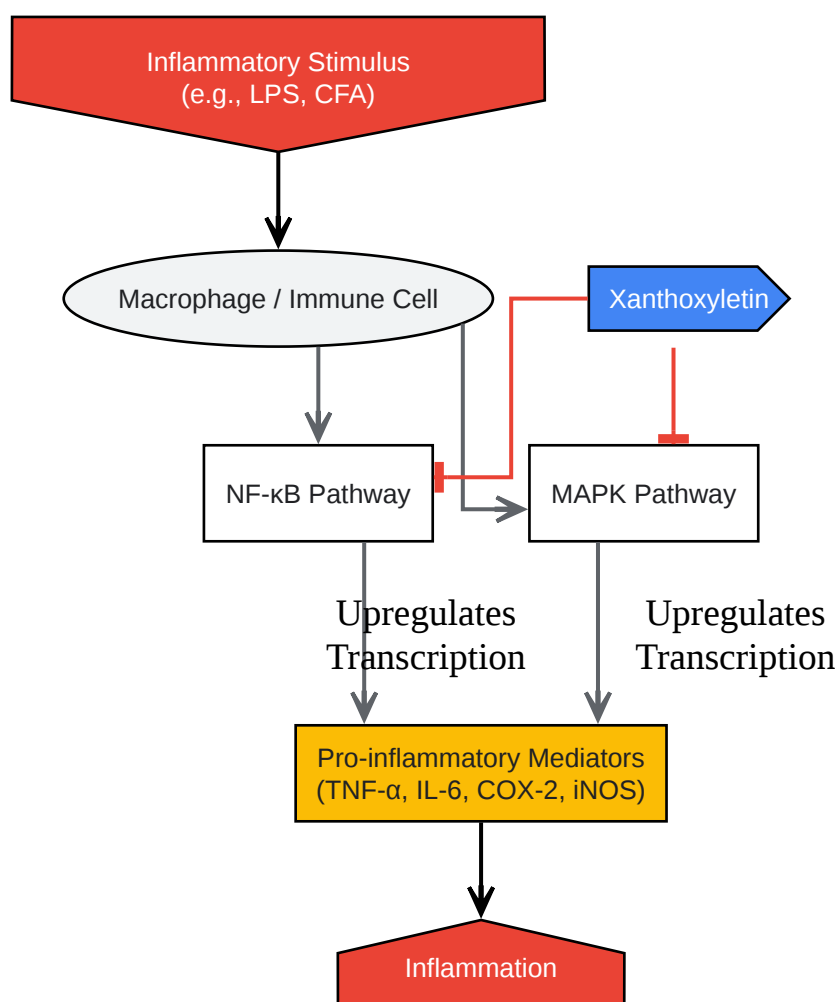 Inflammatory Stimulus
(e.g., LPS, CFA)
Macrophage / Immune Cell
Xanthoxyletin
NF-κB Pathway
MAPK Pathway
Upregulates
Transcription
Upregulates
Transcription
Pro-inflammatory Mediators
(TNF-α, IL-6, COX-2, iNOS)
Inflammation